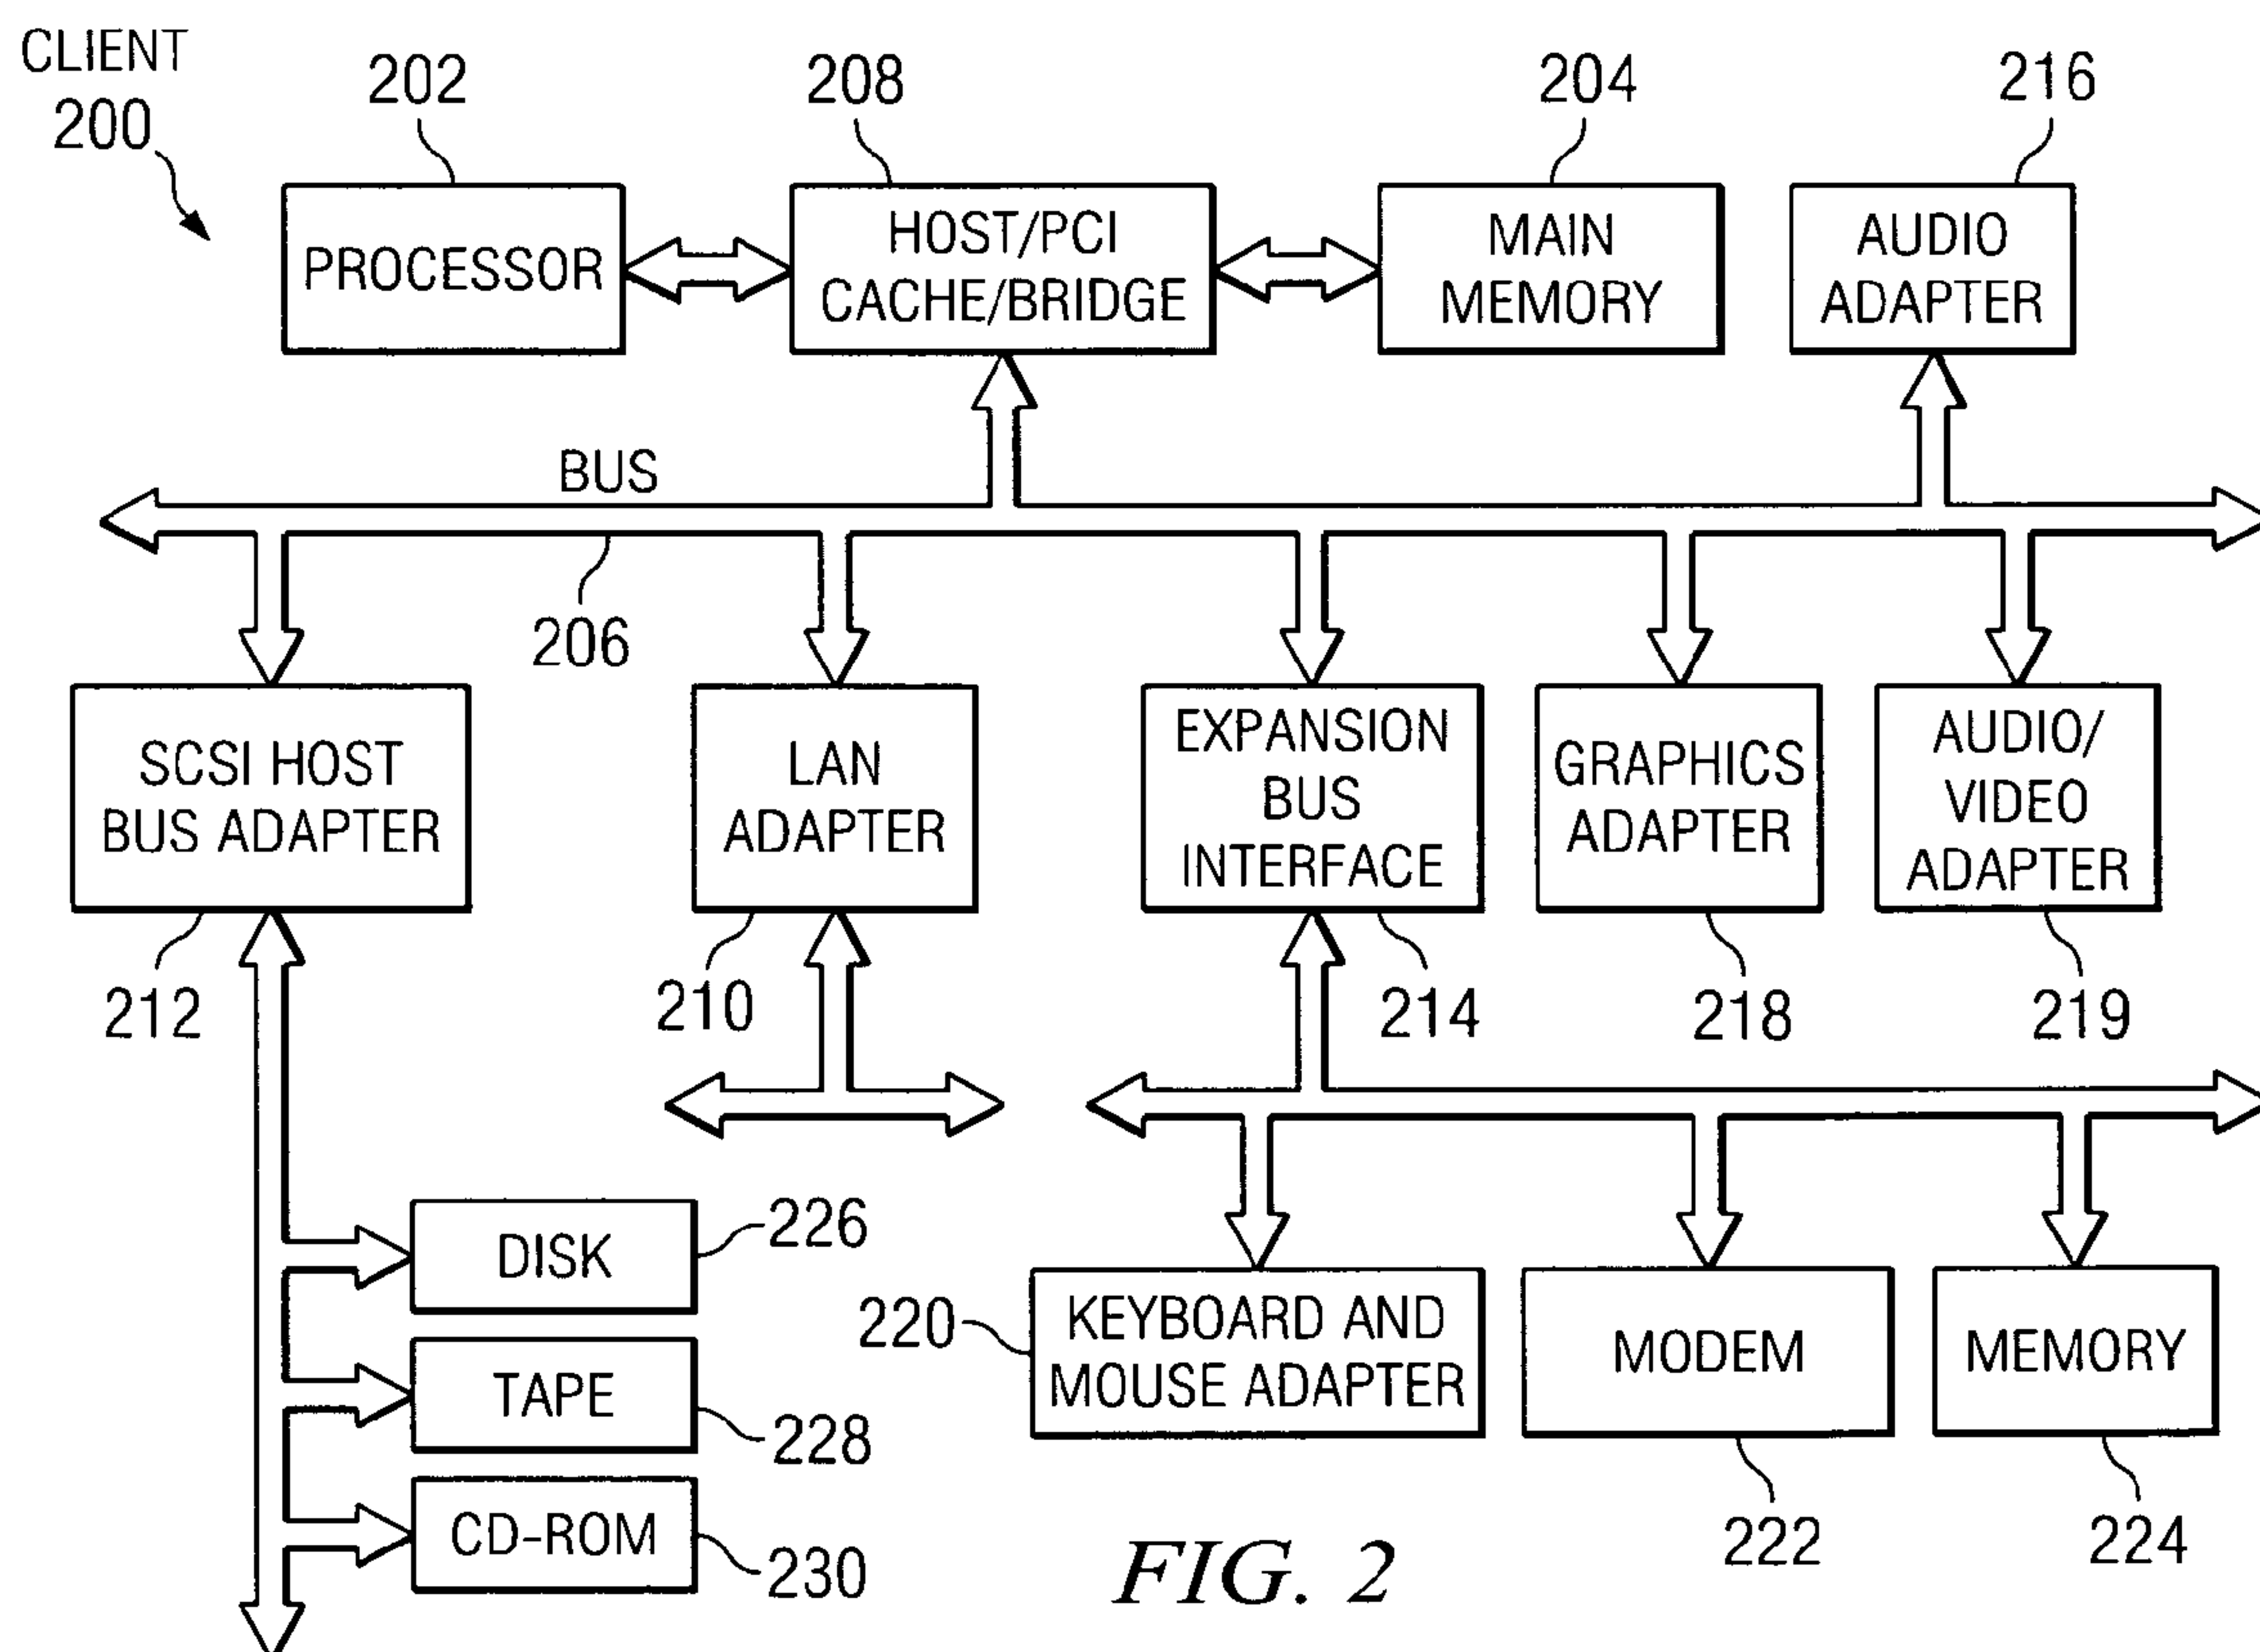 CLIENT
200
202
208
204
216
PROCESSOR
HOST/PCI
CACHE/BRIDGE
MAIN
MEMORY
AUDIO
ADAPTER
BUS
206
SCSI HOST
BUS ADAPTER
LAN
ADAPTER
EXPANSION
BUS
INTERFACE
GRAPHICS
ADAPTER
AUDIO/
VIDEO
ADAPTER
212
210
214
218
219
DISK
226
TAPE
228
CD-ROM
230
220
KEYBOARD AND
MOUSE ADAPTER
MODEM
MEMORY
222
224
FIG. 2